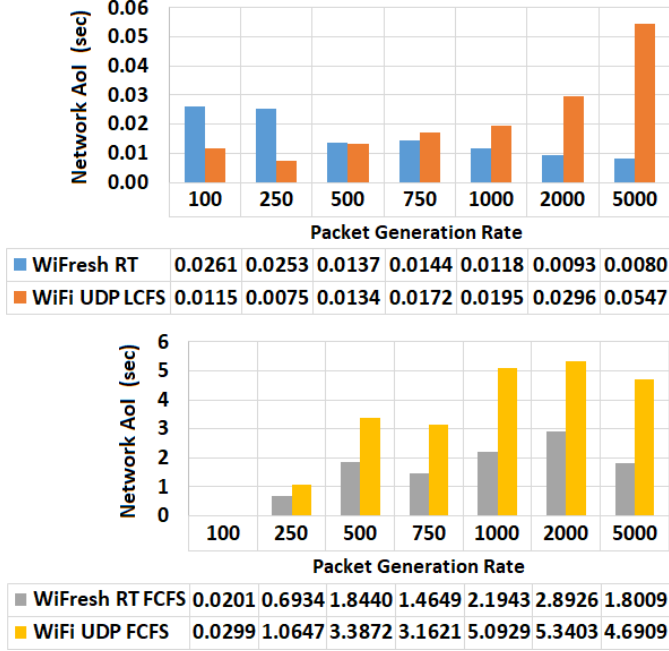 0.06
0.05
0.04
0.03
0.02
0.01
0.00
Network AoI (sec)
100 250 500 750 1000 2000 5000
Packet Generation Rate
WiFresh RT 0.0261 0.0253 0.0137 0.0144 0.0118 0.0093 0.0080
WiFi UDP LCFS 0.0115 0.0075 0.0134 0.0172 0.0195 0.0296 0.0547
6
5
4
3
2
1
0
Network AoI (sec)
100 250 500 750 1000 2000 5000
Packet Generation Rate
WiFresh RT FCFS 0.0201 0.6934 1.8440 1.4649 2.1943 2.8926 1.8009
WiFi UDP FCFS 0.0299 1.0647 3.3872 3.1621 5.0929 5.3403 4.6909